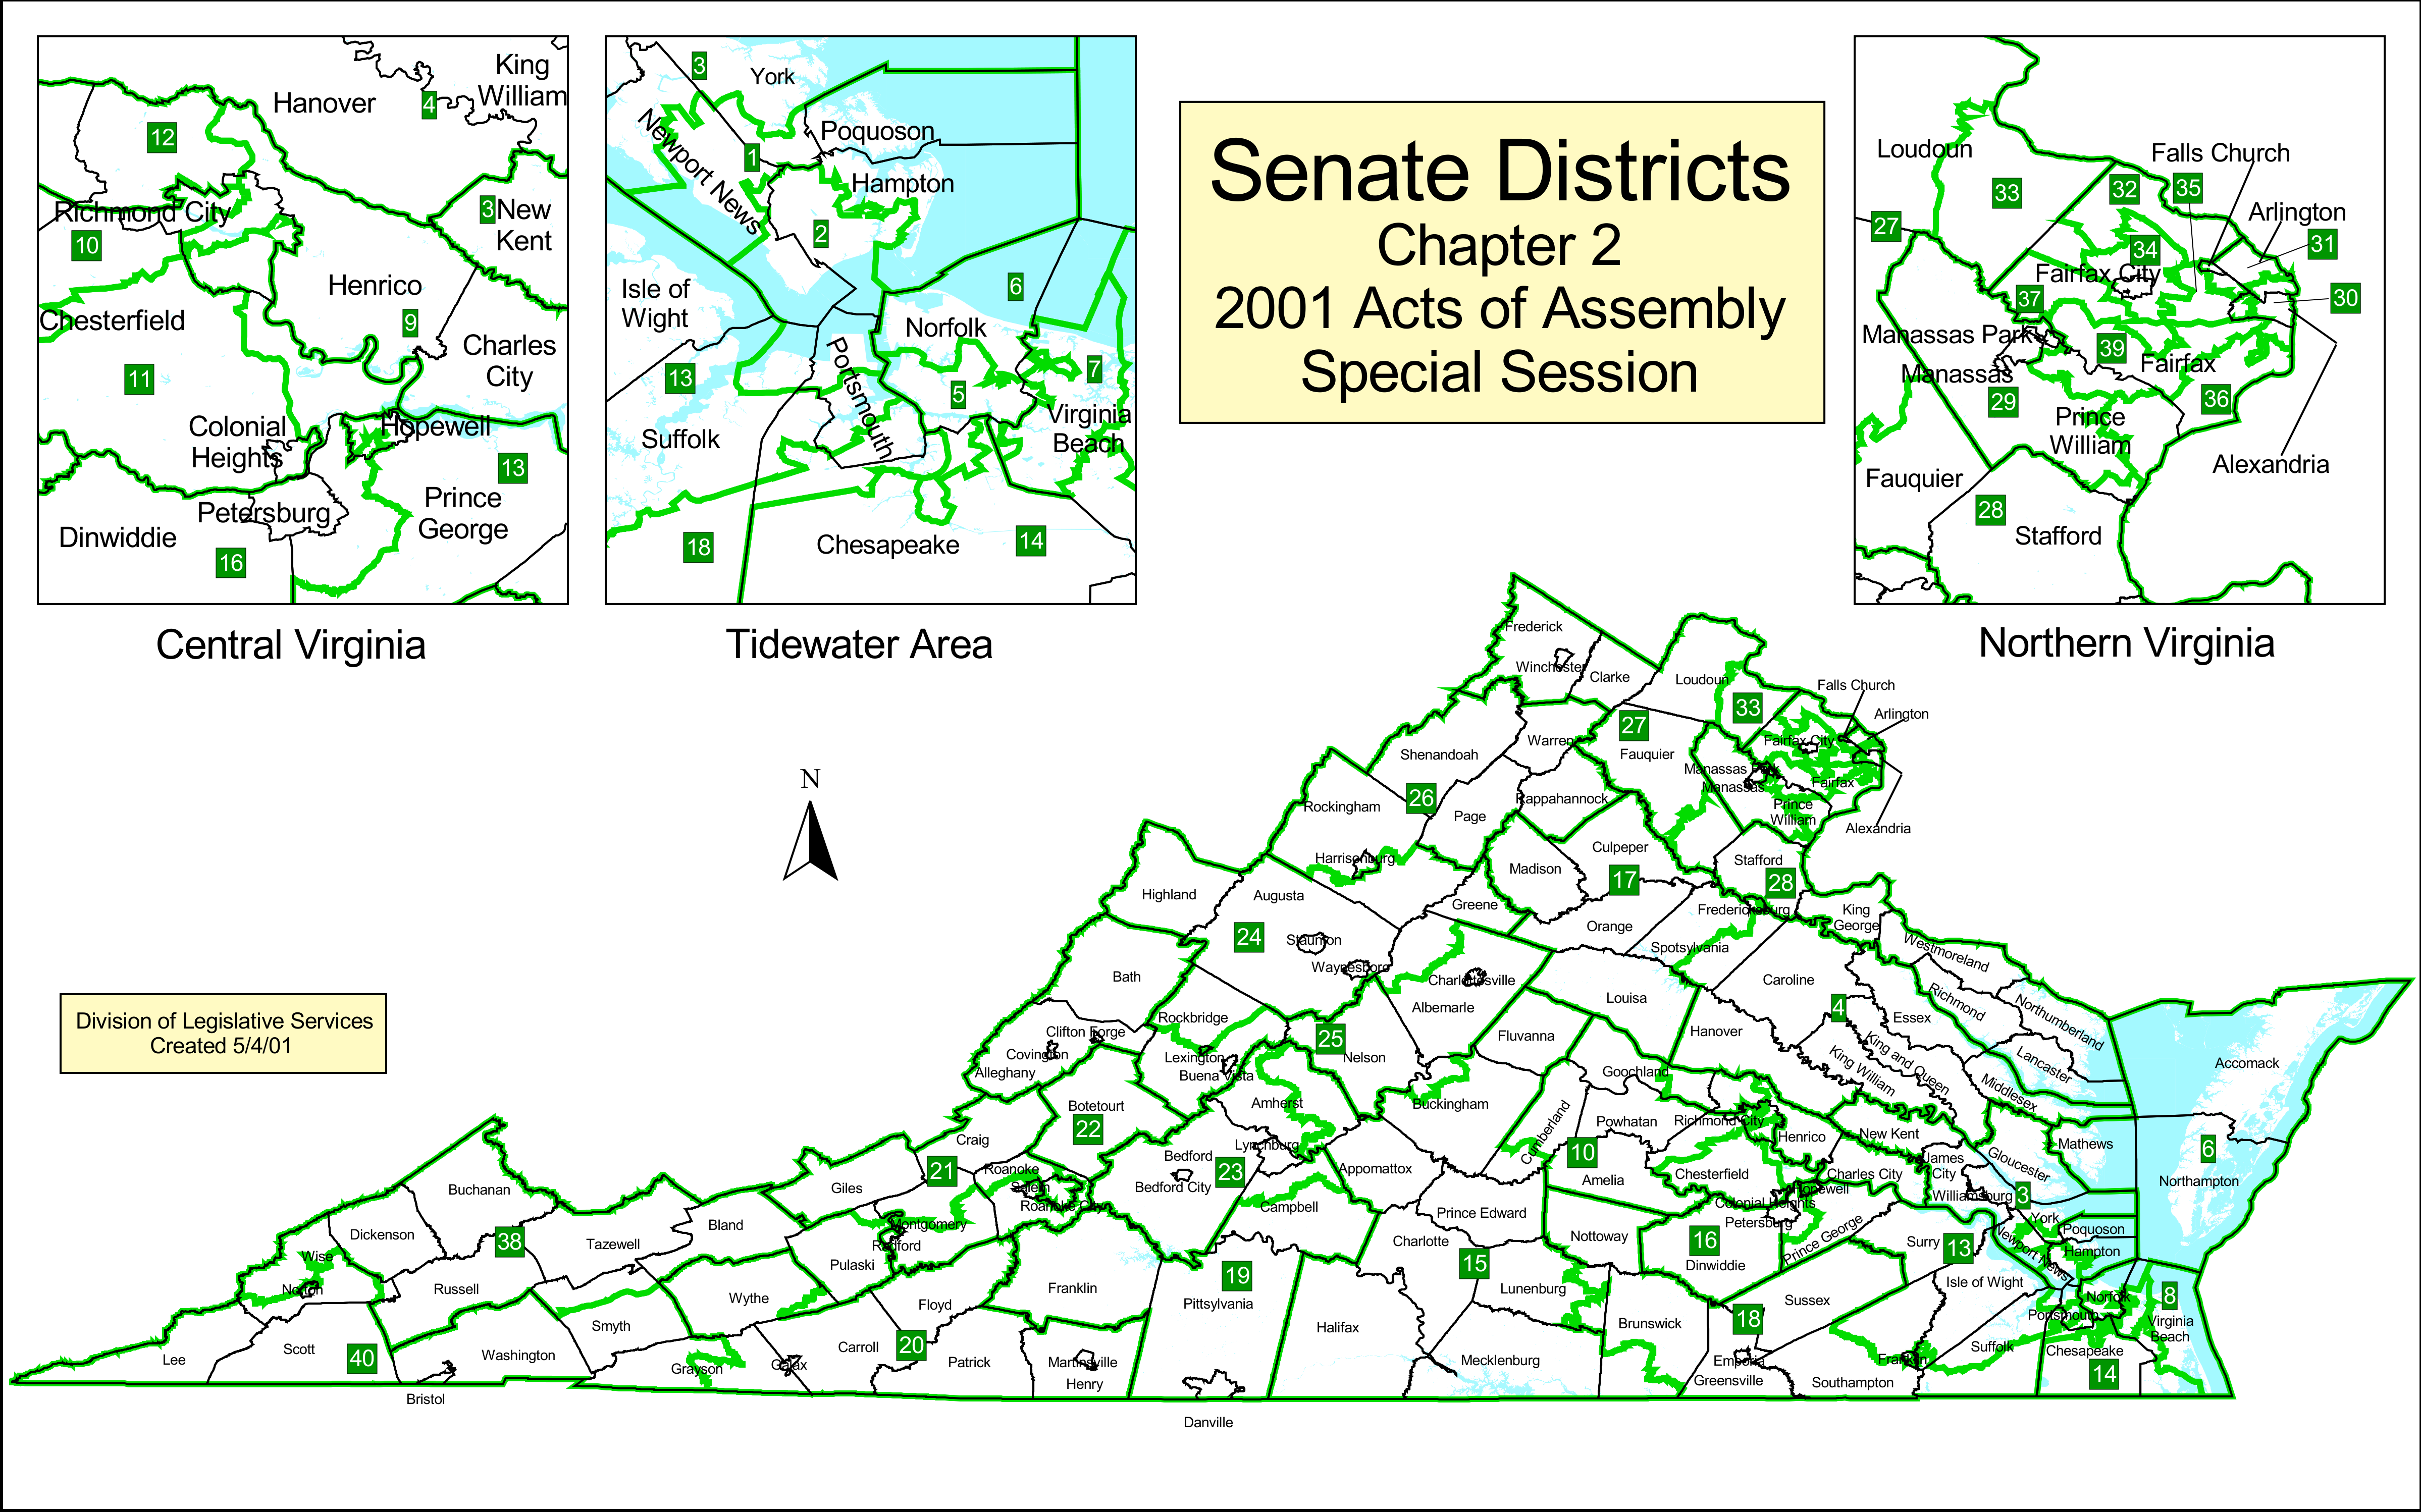 Senate Districts
Chapter 2
2001 Acts of Assembly
Special Session
King
William
Hanover
4
12
Richmond City
3
New
Kent
10
Henrico
Chesterfield
9
Charles
City
11
Colonial
Heights
Hopewell
13
Prince
George
Petersburg
Dinwiddie
16
Central Virginia
3
York
Poquoson
Newport News
1
Hampton
2
Isle of
Wight
6
Norfolk
Portsmouth
13
7
5
Virginia
Beach
Suffolk
18
Chesapeake
14
Tidewater Area
Loudoun
Falls Church
33
32
35
Arlington
27
34
31
Fairfax City
37
30
Manassas Park
39
Fairfax
Manassas
29
36
Prince
William
Alexandria
Fauquier
28
Stafford
Northern Virginia
N
Division of Legislative Services
Created 5/4/01
Frederick
Winchester
Clarke
Loudoun
Falls Church
33
Arlington
27
Warren
Fauquier
Fairfax City
Shenandoah
Manassas Park
Manassas
Fairfax
26
Rappahannock
Rockingham
Page
Prince
William
Alexandria
Culpeper
Harrisonburg
Madison
Stafford
17
28
Highland
Augusta
Greene
Fredericksburg
King
George
Orange
24
Staunton
Spotsylvania
Westmoreland
Waynesboro
Bath
Charlottesville
Caroline
Louisa
Richmond
Northumberland
Albemarle
4
Essex
Rockbridge
Clifton Forge
25
Nelson
Fluvanna
Hanover
King and Queen
Covington
Lexington
King William
Lancaster
Accomack
Alleghany
Buena Vista
Goochland
Middlesex
Botetourt
Amherst
Buckingham
22
Cumberland
Powhatan
Richmond City
Henrico
New Kent
Mathews
6
Craig
Lynchburg
10
Bedford
21
Roanoke
23
Appomattox
Amelia
Chesterfield
Charles City
James
City
Gloucester
Northampton
Giles
Salem
Bedford City
Williamsburg
3
Buchanan
Roanoke City
Campbell
Colonial Heights
Hopewell
Prince Edward
Petersburg
Prince George
York
Poquoson
Bland
Montgomery
Dickenson
Tazewell
Radford
Charlotte
Nottoway
16
Surry
13
Newport News
Hampton
38
Wise
Pulaski
15
Dinwiddie
Norton
Russell
Franklin
19
Lunenburg
Isle of Wight
8
Wythe
Floyd
Pittsylvania
Sussex
Norfolk
Portsmouth
Virginia
Beach
Smyth
Halifax
Brunswick
18
Scott
40
Washington
Carroll
20
Suffolk
Chesapeake
Lee
Grayson
Galax
Patrick
Martinsville
Henry
Mecklenburg
Emporia
Franklin
14
Greensville
Southampton
Bristol
Danville